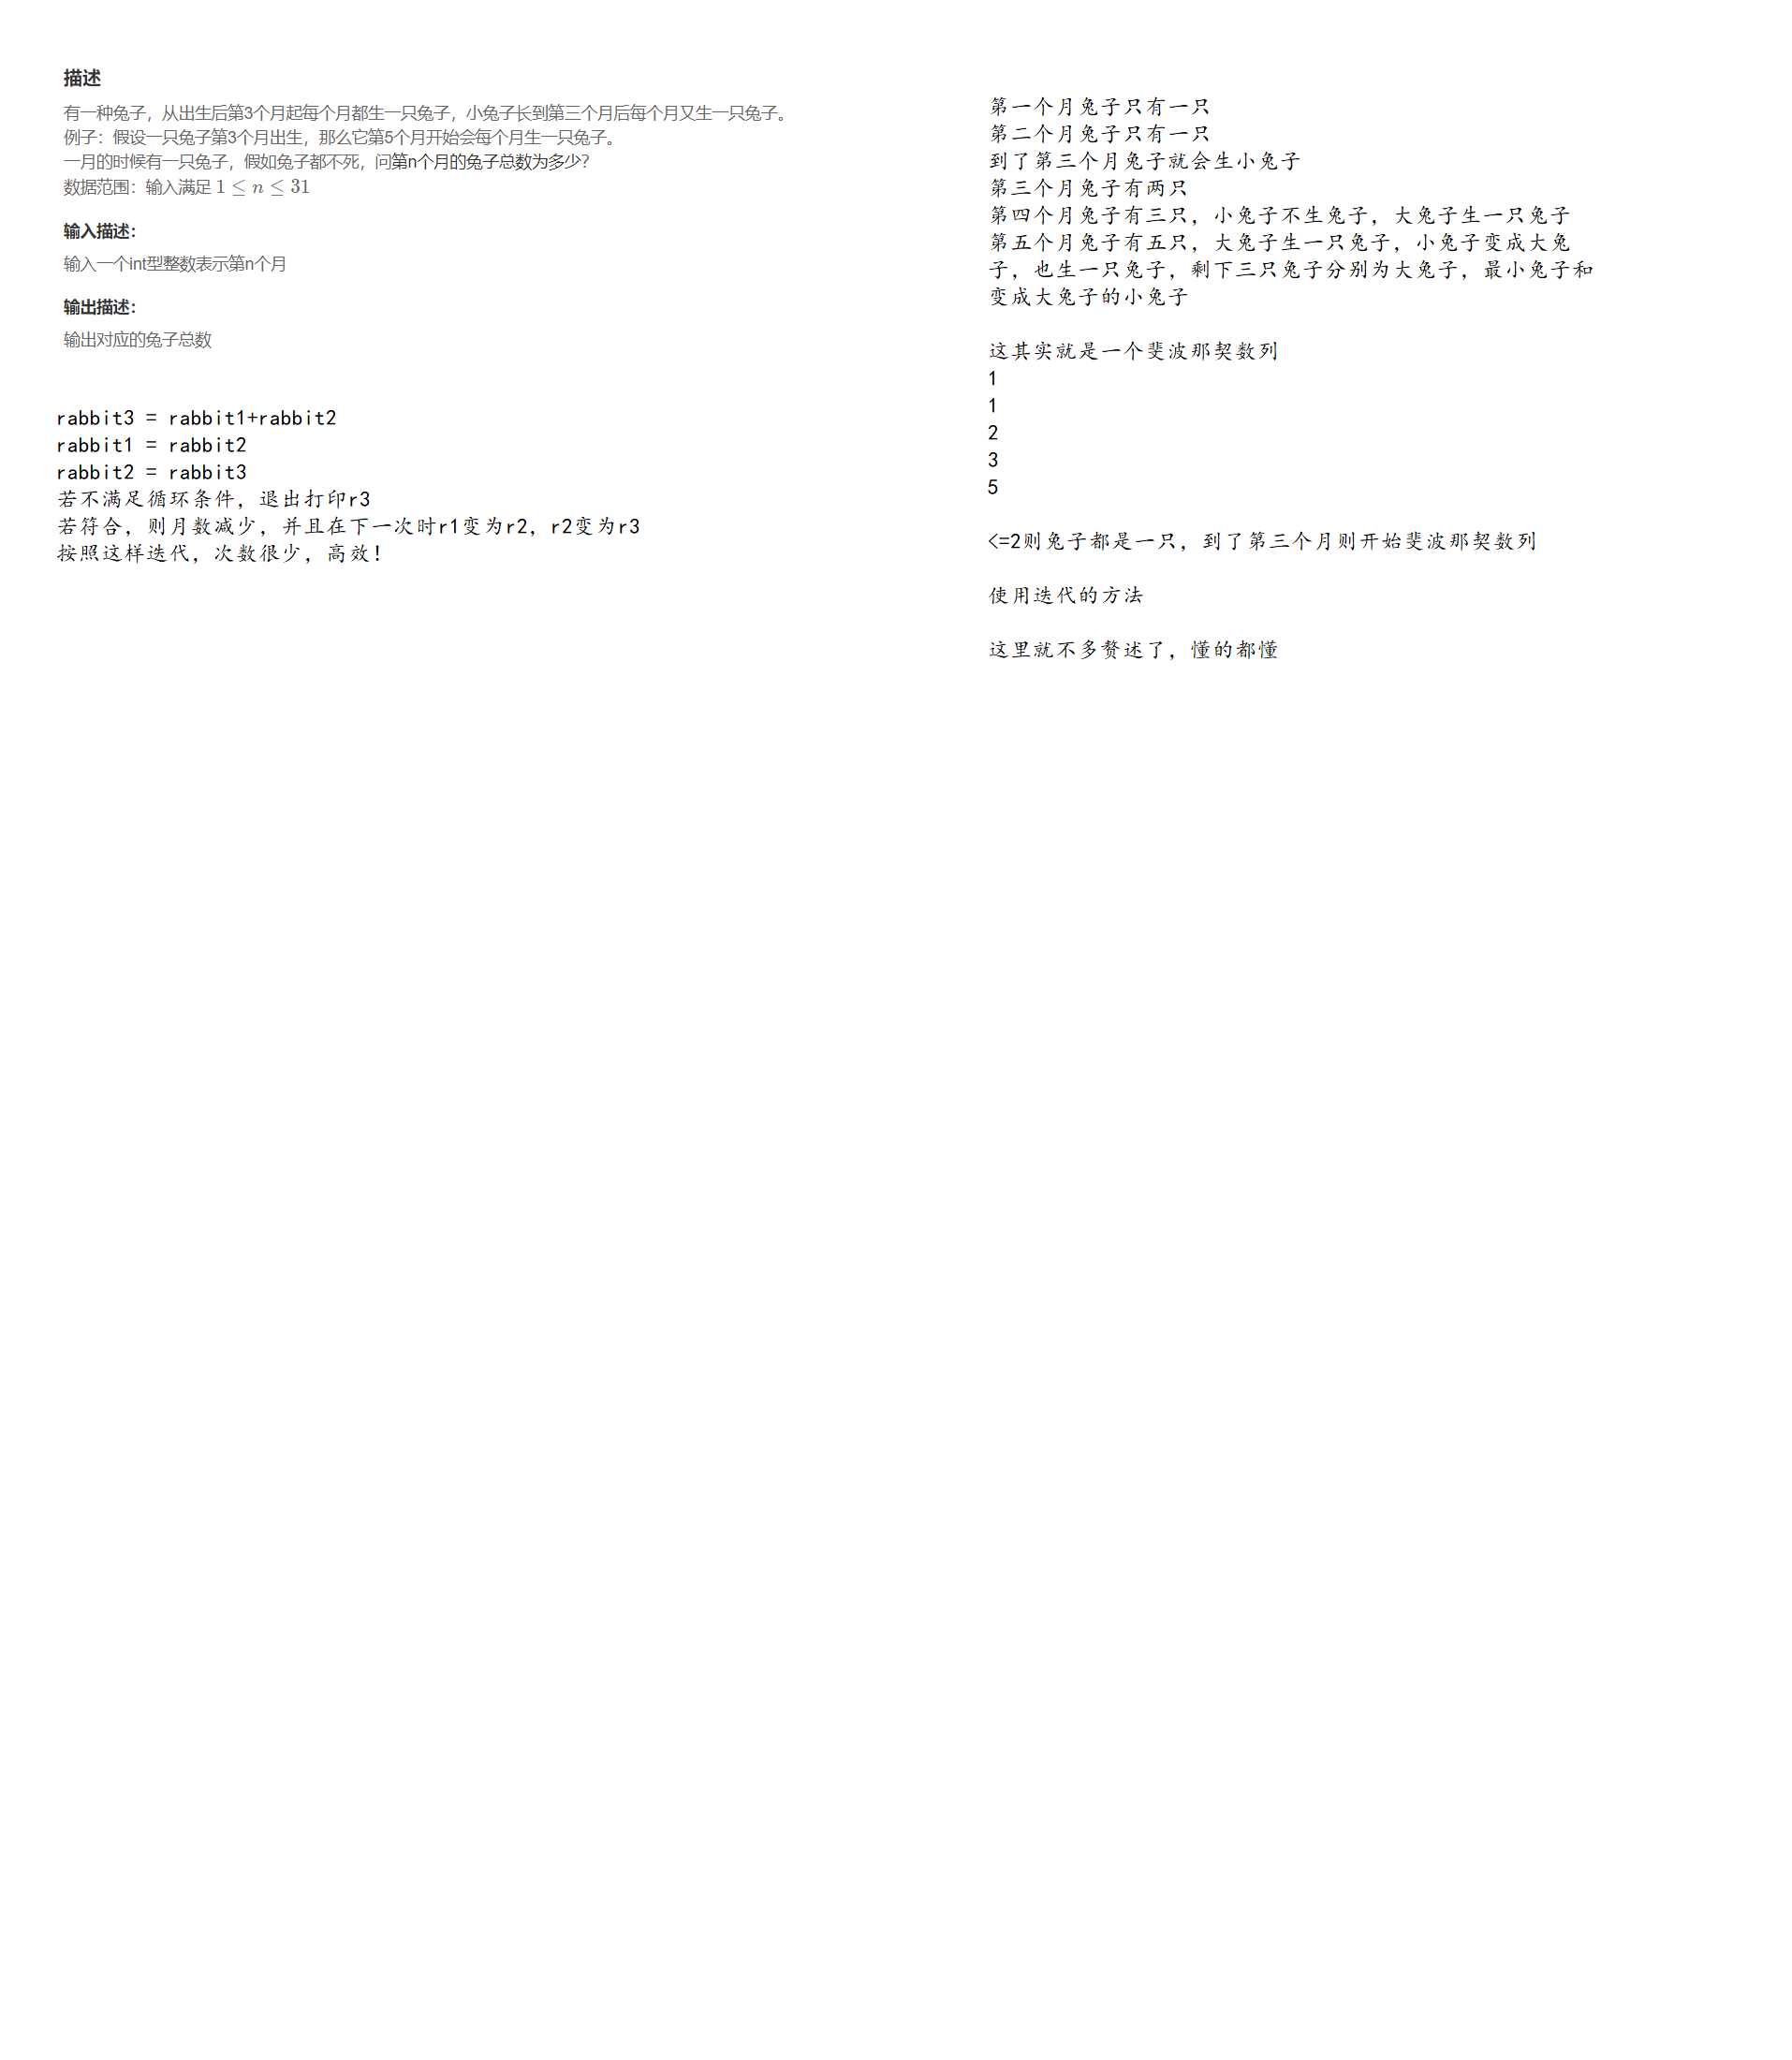 描述
有一种兔子，从出生后第3个月起每个月都生一只兔子，小兔子长到第三个月后每个月又生一只兔子。
例子：假设一只兔子第3个月出生，那么它第5个月开始会每个月生一只兔子。
一月的时候有一只兔子，假如兔子都不死，问第n个月的兔子总数为多少？
数据范围：输入满足 1 ≤ n ≤ 31
输入描述：
输入一个int型整数表示第n个月
输出描述：
输出对应的兔子总数
rabbit3 = rabbit1+rabbit2
rabbit1 = rabbit2
rabbit2 = rabbit3
若不满足循环条件，退出打印r3
若符合，则月数减少，并且在下一次时r1变为r2，r2变为r3
按照这样迭代，次数很少，高效！
第一个月兔子只有一只
第二个月兔子只有一只
到了第三个月兔子就会生小兔子
第三个月兔子有两只
第四个月兔子有三只，小兔子不生兔子，大兔子生一只兔子
第五个月兔子有五只，大兔子生一只兔子，小兔子变成大兔
子，也生一只兔子，剩下三只兔子分别为大兔子，最小兔子和
变成大兔子的小兔子
这其实就是一个斐波那契数列
1
1
2
3
5
<=2则兔子都是一只，到了第三个月则开始斐波那契数列
使用迭代的方法
这里就不多赘述了，懂的都懂